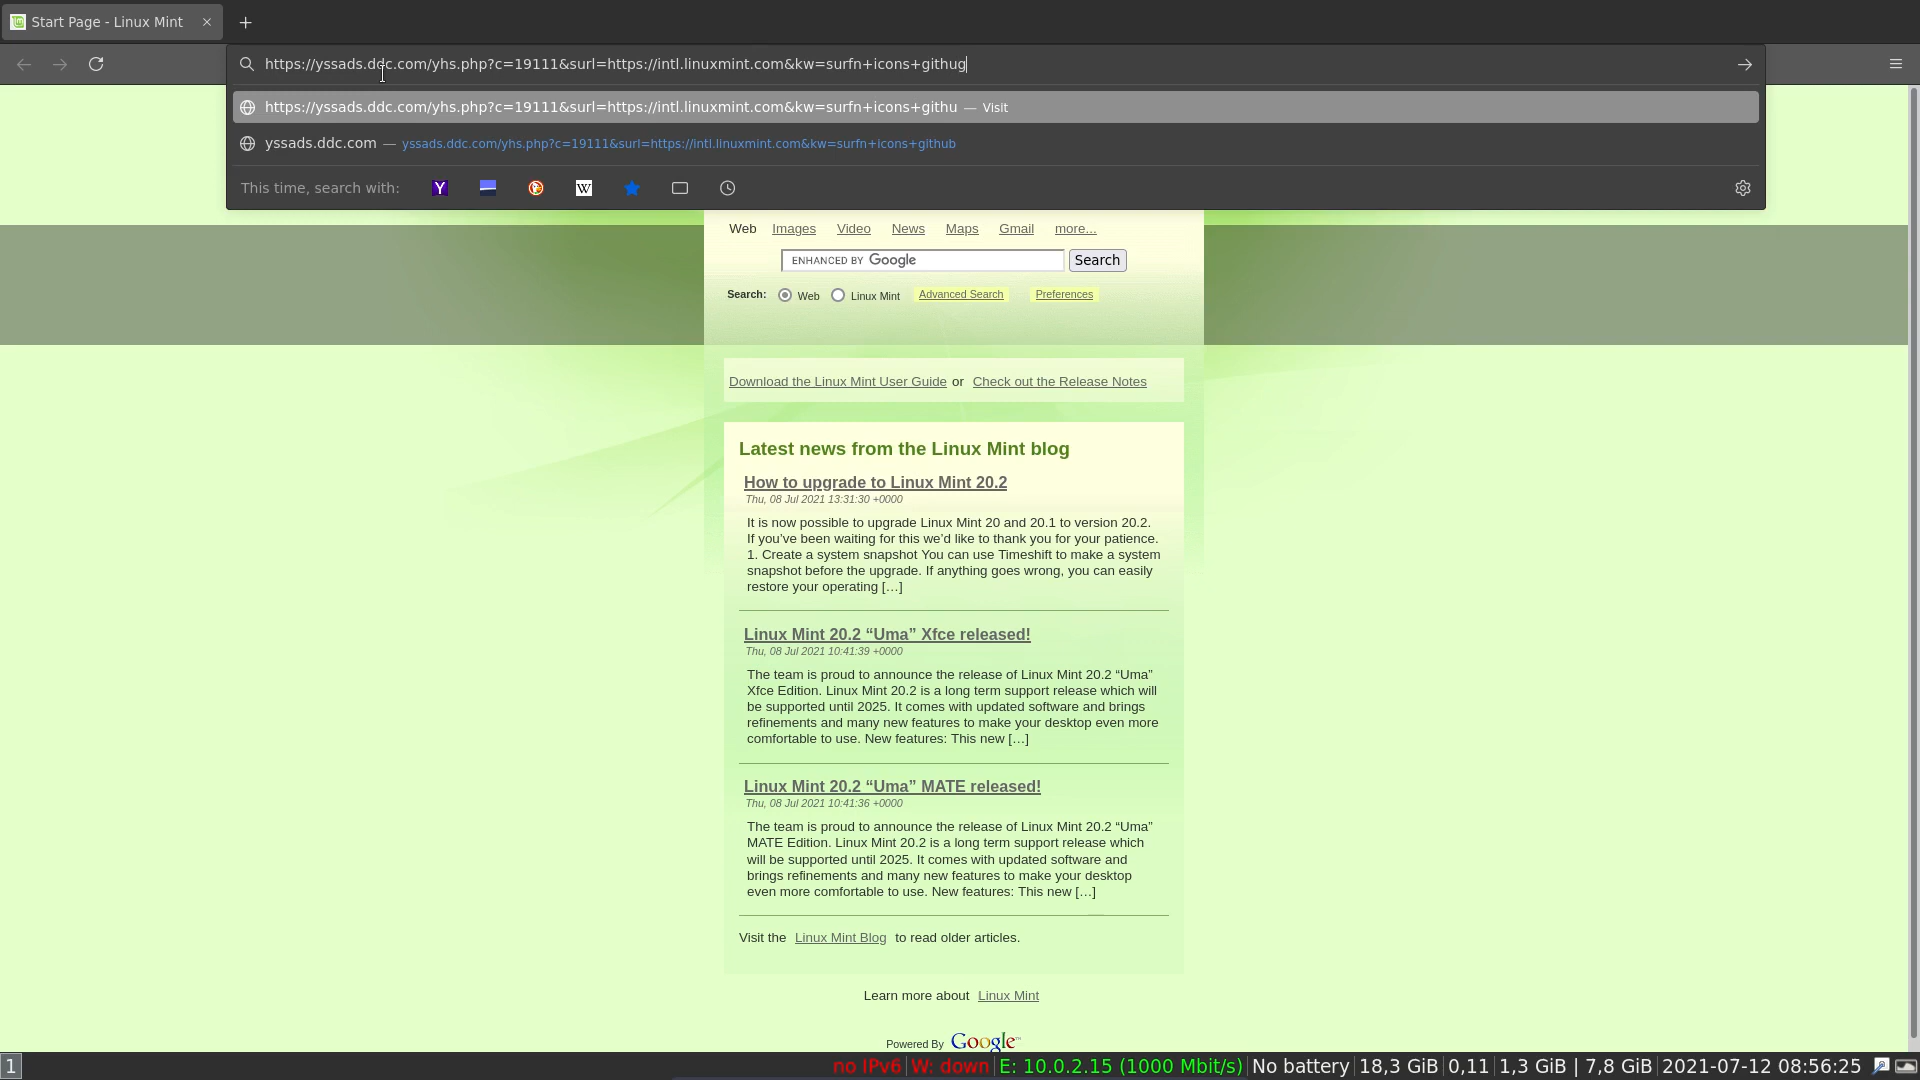 Start Page - Linux Mint
https://yssads.ddc.com/yhs.php?c=19111&surl=https://intl.linuxmint.com&kw=surfn+icons+githug
https://yssads.ddc.com/yhs.php?c=19111&surl=https://intl.linuxmint.com&kw=surfn+icons+githu — Visit
yssads.ddc.com — yssads.ddc.com/yhs.php?c=19111&surl=https://intl.linuxmint.com&kw=surfn+icons+github
This time, search with: Y W
Web Images Video News Maps Gmail more...
ENHANCED BY Google Search
Search: Web Linux Mint Advanced Search Preferences
Download the Linux Mint User Guide or Check out the Release Notes
Latest news from the Linux Mint blog
How to upgrade to Linux Mint 20.2
Thu, 08 Jul 2021 13:31:30 +0000
It is now possible to upgrade Linux Mint 20 and 20.1 to version 20.2.
If you’ve been waiting for this we’d like to thank you for your patience.
1. Create a system snapshot You can use Timeshift to make a system
snapshot before the upgrade. If anything goes wrong, you can easily
restore your operating […]
Linux Mint 20.2 “Uma” Xfce released!
Thu, 08 Jul 2021 10:41:39 +0000
The team is proud to announce the release of Linux Mint 20.2 “Uma”
Xfce Edition. Linux Mint 20.2 is a long term support release which will
be supported until 2025. It comes with updated software and brings
refinements and many new features to make your desktop even more
comfortable to use. New features: This new […]
Linux Mint 20.2 “Uma” MATE released!
Thu, 08 Jul 2021 10:41:36 +0000
The team is proud to announce the release of Linux Mint 20.2 “Uma”
MATE Edition. Linux Mint 20.2 is a long term support release which
will be supported until 2025. It comes with updated software and
brings refinements and many new features to make your desktop
even more comfortable to use. New features: This new […]
Visit the Linux Mint Blog to read older articles.
Learn more about Linux Mint
Powered By Google™
1 no IPv6 W: down E: 10.0.2.15 (1000 Mbit/s) No battery 18,3 GiB 0,11 1,3 GiB | 7,8 GiB 2021-07-12 08:56:25